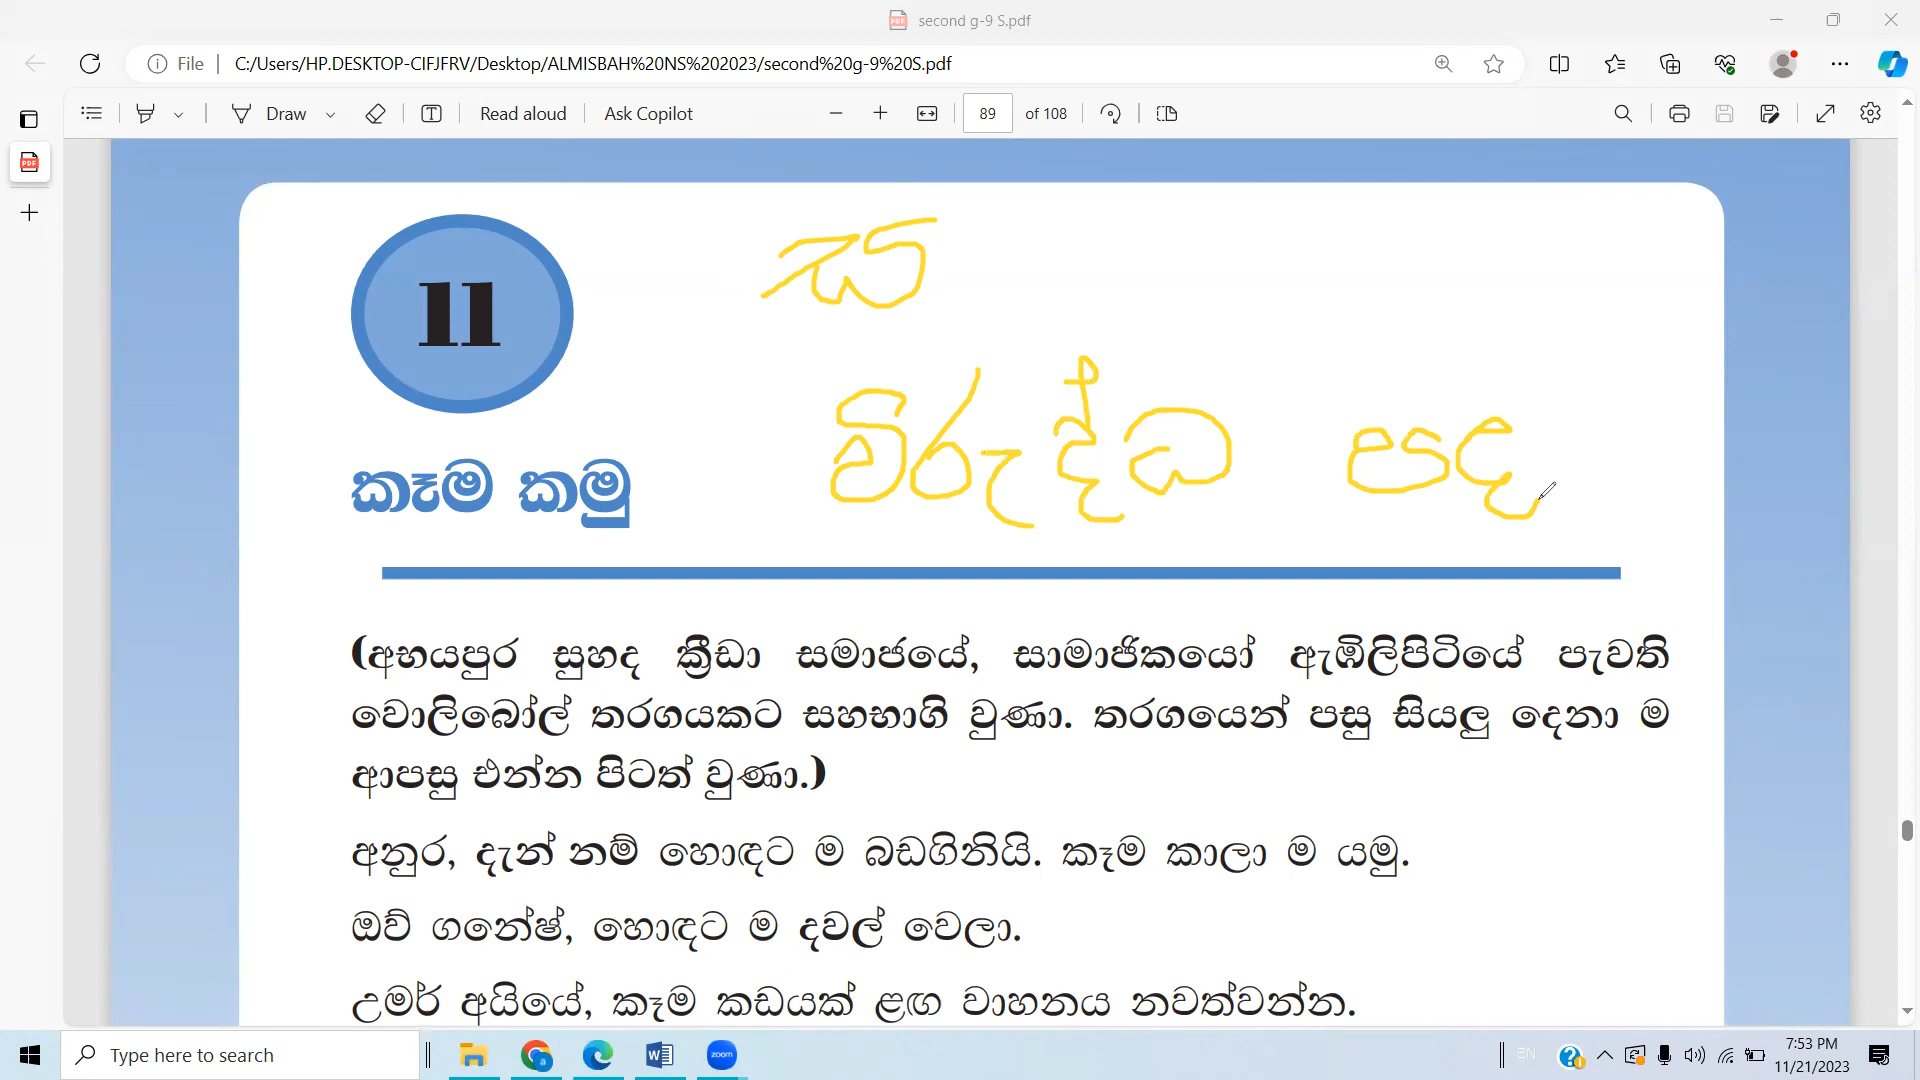 second g-9 S.pdf
File
C:/Users/HP.DESKTOP-CIFJFRV/Desktop/ALMISBAH%20NS%202023/second%20g-9%20S.pdf
Draw
Read aloud
Ask Copilot
89 of 108
11
විරුද්ධ පද
කෑම කමු
(අභයපුර සුහද ක්‍රීඩා සමාජයේ, සාමාජිකයෝ ඇඹිලිපිටියේ පැවති
වොලිබෝල් තරගයකට සහභාගි වුණා. තරගයෙන් පසු සියලු දෙනා ම
ආපසු එන්න පිටත් වුණා.)
අනුර, දැන් නම් හොඳට ම බඩගිනියි. කෑම කාලා ම යමු.
ඔව් ගනේෂ්, හොඳට ම දවල් වෙලා.
උමර් අයියේ, කෑම කඩයක් ළඟ වාහනය නවත්වන්න.
Type here to search
zoom
EN
7:53 PM
11/21/2023